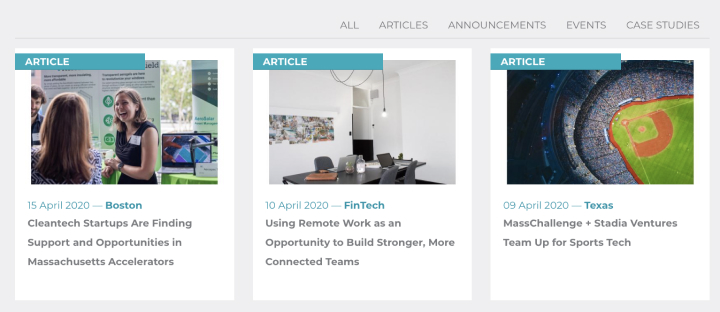 ALL ARTICLES ANNOUNCEMENTS EVENTS CASE STUDIES
ARTICLE
15 April 2020 — Boston
Cleantech Startups Are Finding
Support and Opportunities in
Massachusetts Accelerators
ARTICLE
10 April 2020 — FinTech
Using Remote Work as an
Opportunity to Build Stronger, More
Connected Teams
ARTICLE
09 April 2020 — Texas
MassChallenge + Stadia Ventures
Team Up for Sports Tech